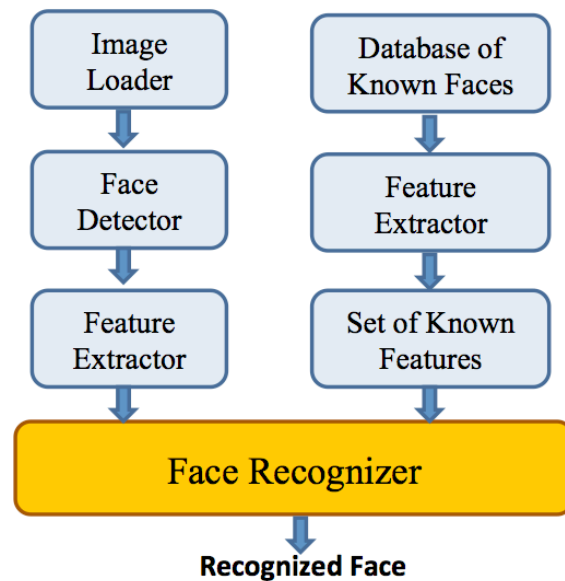 Image
Loader
Database of
Known Faces
Face
Detector
Feature
Extractor
Feature
Extractor
Set of Known
Features
Face Recognizer
Recognized Face